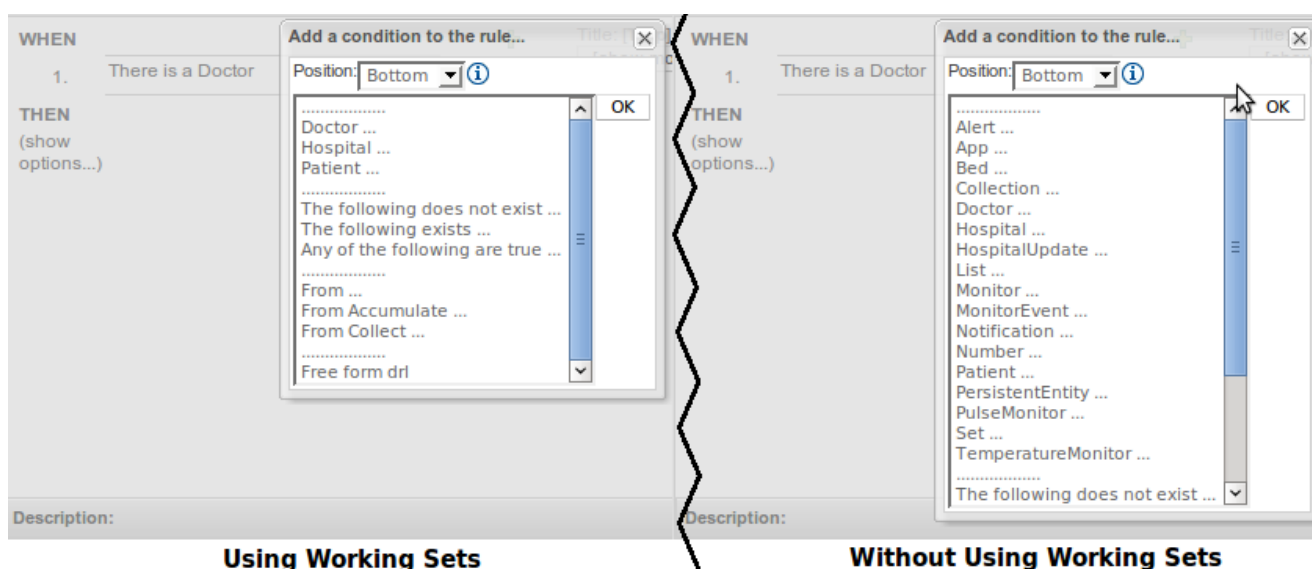 WHEN
1. There is a Doctor
THEN
(show
options...)
Add a condition to the rule...
Position: Bottom
..................
Doctor ...
Hospital ...
Patient ...
..................
The following does not exist ...
The following exists ...
Any of the following are true ...
..................
From ...
From Accumulate ...
From Collect ...
..................
Free form drl
OK
Description:
Using Working Sets
WHEN
1. There is a Doctor
THEN
(show
options...)
Add a condition to the rule...
Position: Bottom
..................
Alert ...
App ...
Bed ...
Collection ...
Doctor ...
Hospital ...
HospitalUpdate ...
List ...
Monitor ...
MonitorEvent ...
Notification ...
Number ...
Patient ...
PersistentEntity ...
PulseMonitor ...
Set ...
TemperatureMonitor ...
..................
The following does not exist ...
OK
Description:
Without Using Working Sets